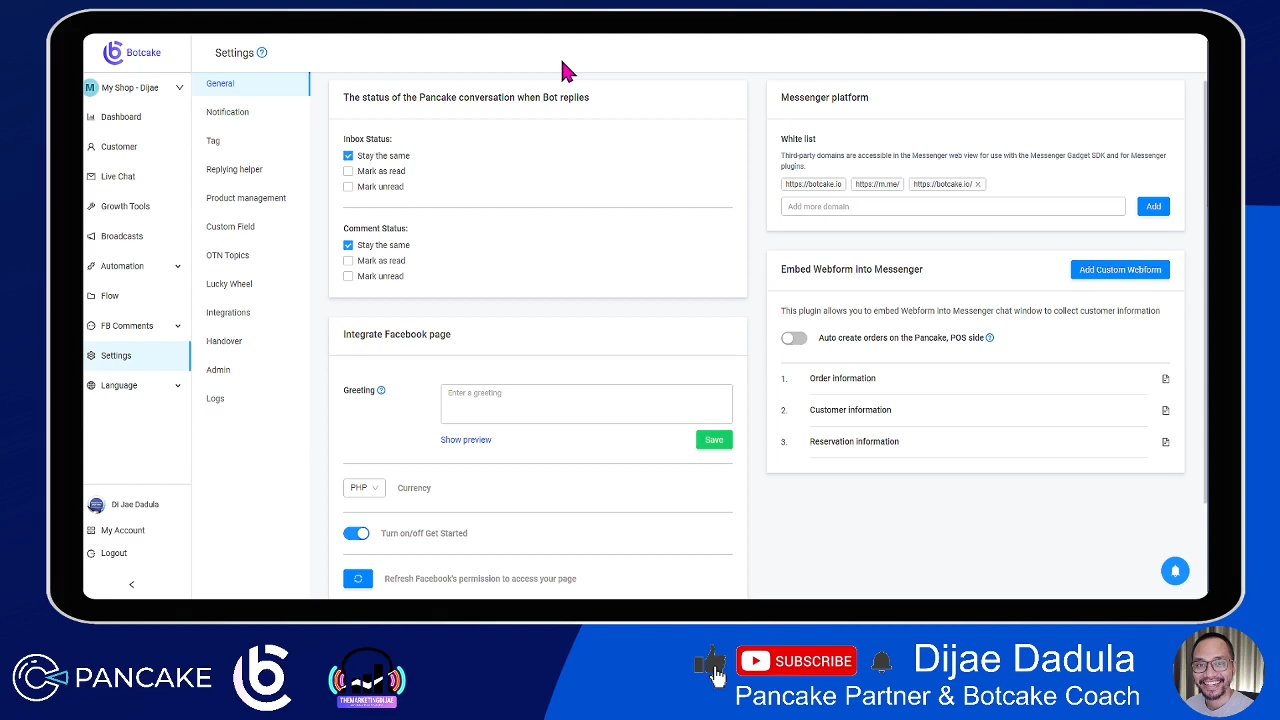 Botcake
My Shop - Dijae
Dashboard
Customer
Live Chat
Growth Tools
Broadcasts
Automation
Flow
FB Comments
Settings
Language
Di Jae Dadula
My Account
Logout
Settings
General
Notification
Tag
Replying helper
Product management
Custom Field
OTN Topics
Lucky Wheel
Integrations
Handover
Admin
Logs
The status of the Pancake conversation when Bot replies
Inbox Status:
Stay the same
Mark as read
Mark unread
Comment Status:
Stay the same
Mark as read
Mark unread
Integrate Facebook page
Greeting
Enter a greeting
Show preview
Save
PHP
Currency
Turn on/off Get Started
Refresh Facebook's permission to access your page
Messenger platform
White list
Third-party domains are accessible in the Messenger web view for use with the Messenger Gadget SDK and for Messenger
plugins.
https://botcake.io https://m.me/ https://botcake.io/
Add more domain
Add
Embed Webform into Messenger
Add Custom Webform
This plugin allows you to embed Webform into Messenger chat window to collect customer information
Auto create orders on the Pancake, POS side
1. Order information
2. Customer information
3. Reservation information
PANCAKE
THEMARKETINGDIJAE
SUBSCRIBE
Dijae Dadula
Pancake Partner & Botcake Coach